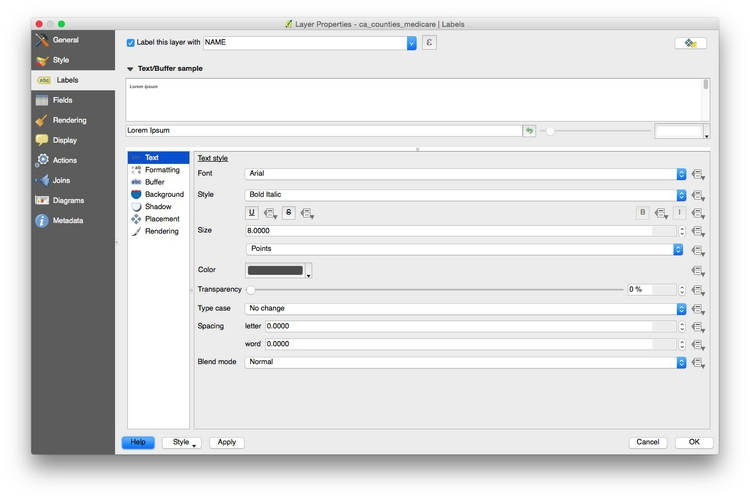 Layer Properties - ca_counties_medicare | Labels
General
Style
Labels
Fields
Rendering
Display
Actions
Joins
Diagrams
Metadata
Label this layer with NAME ε
Text/Buffer sample
Lorem Ipsum
Lorem Ipsum
Text
Formatting
Buffer
Background
Shadow
Placement
Rendering
Text style
Font Arial
Style Bold Italic
U S B I
Size 8.0000
Points
Color
Transparency 0 %
Type case No change
Spacing letter 0.0000
word 0.0000
Blend mode Normal
Help Style Apply Cancel OK